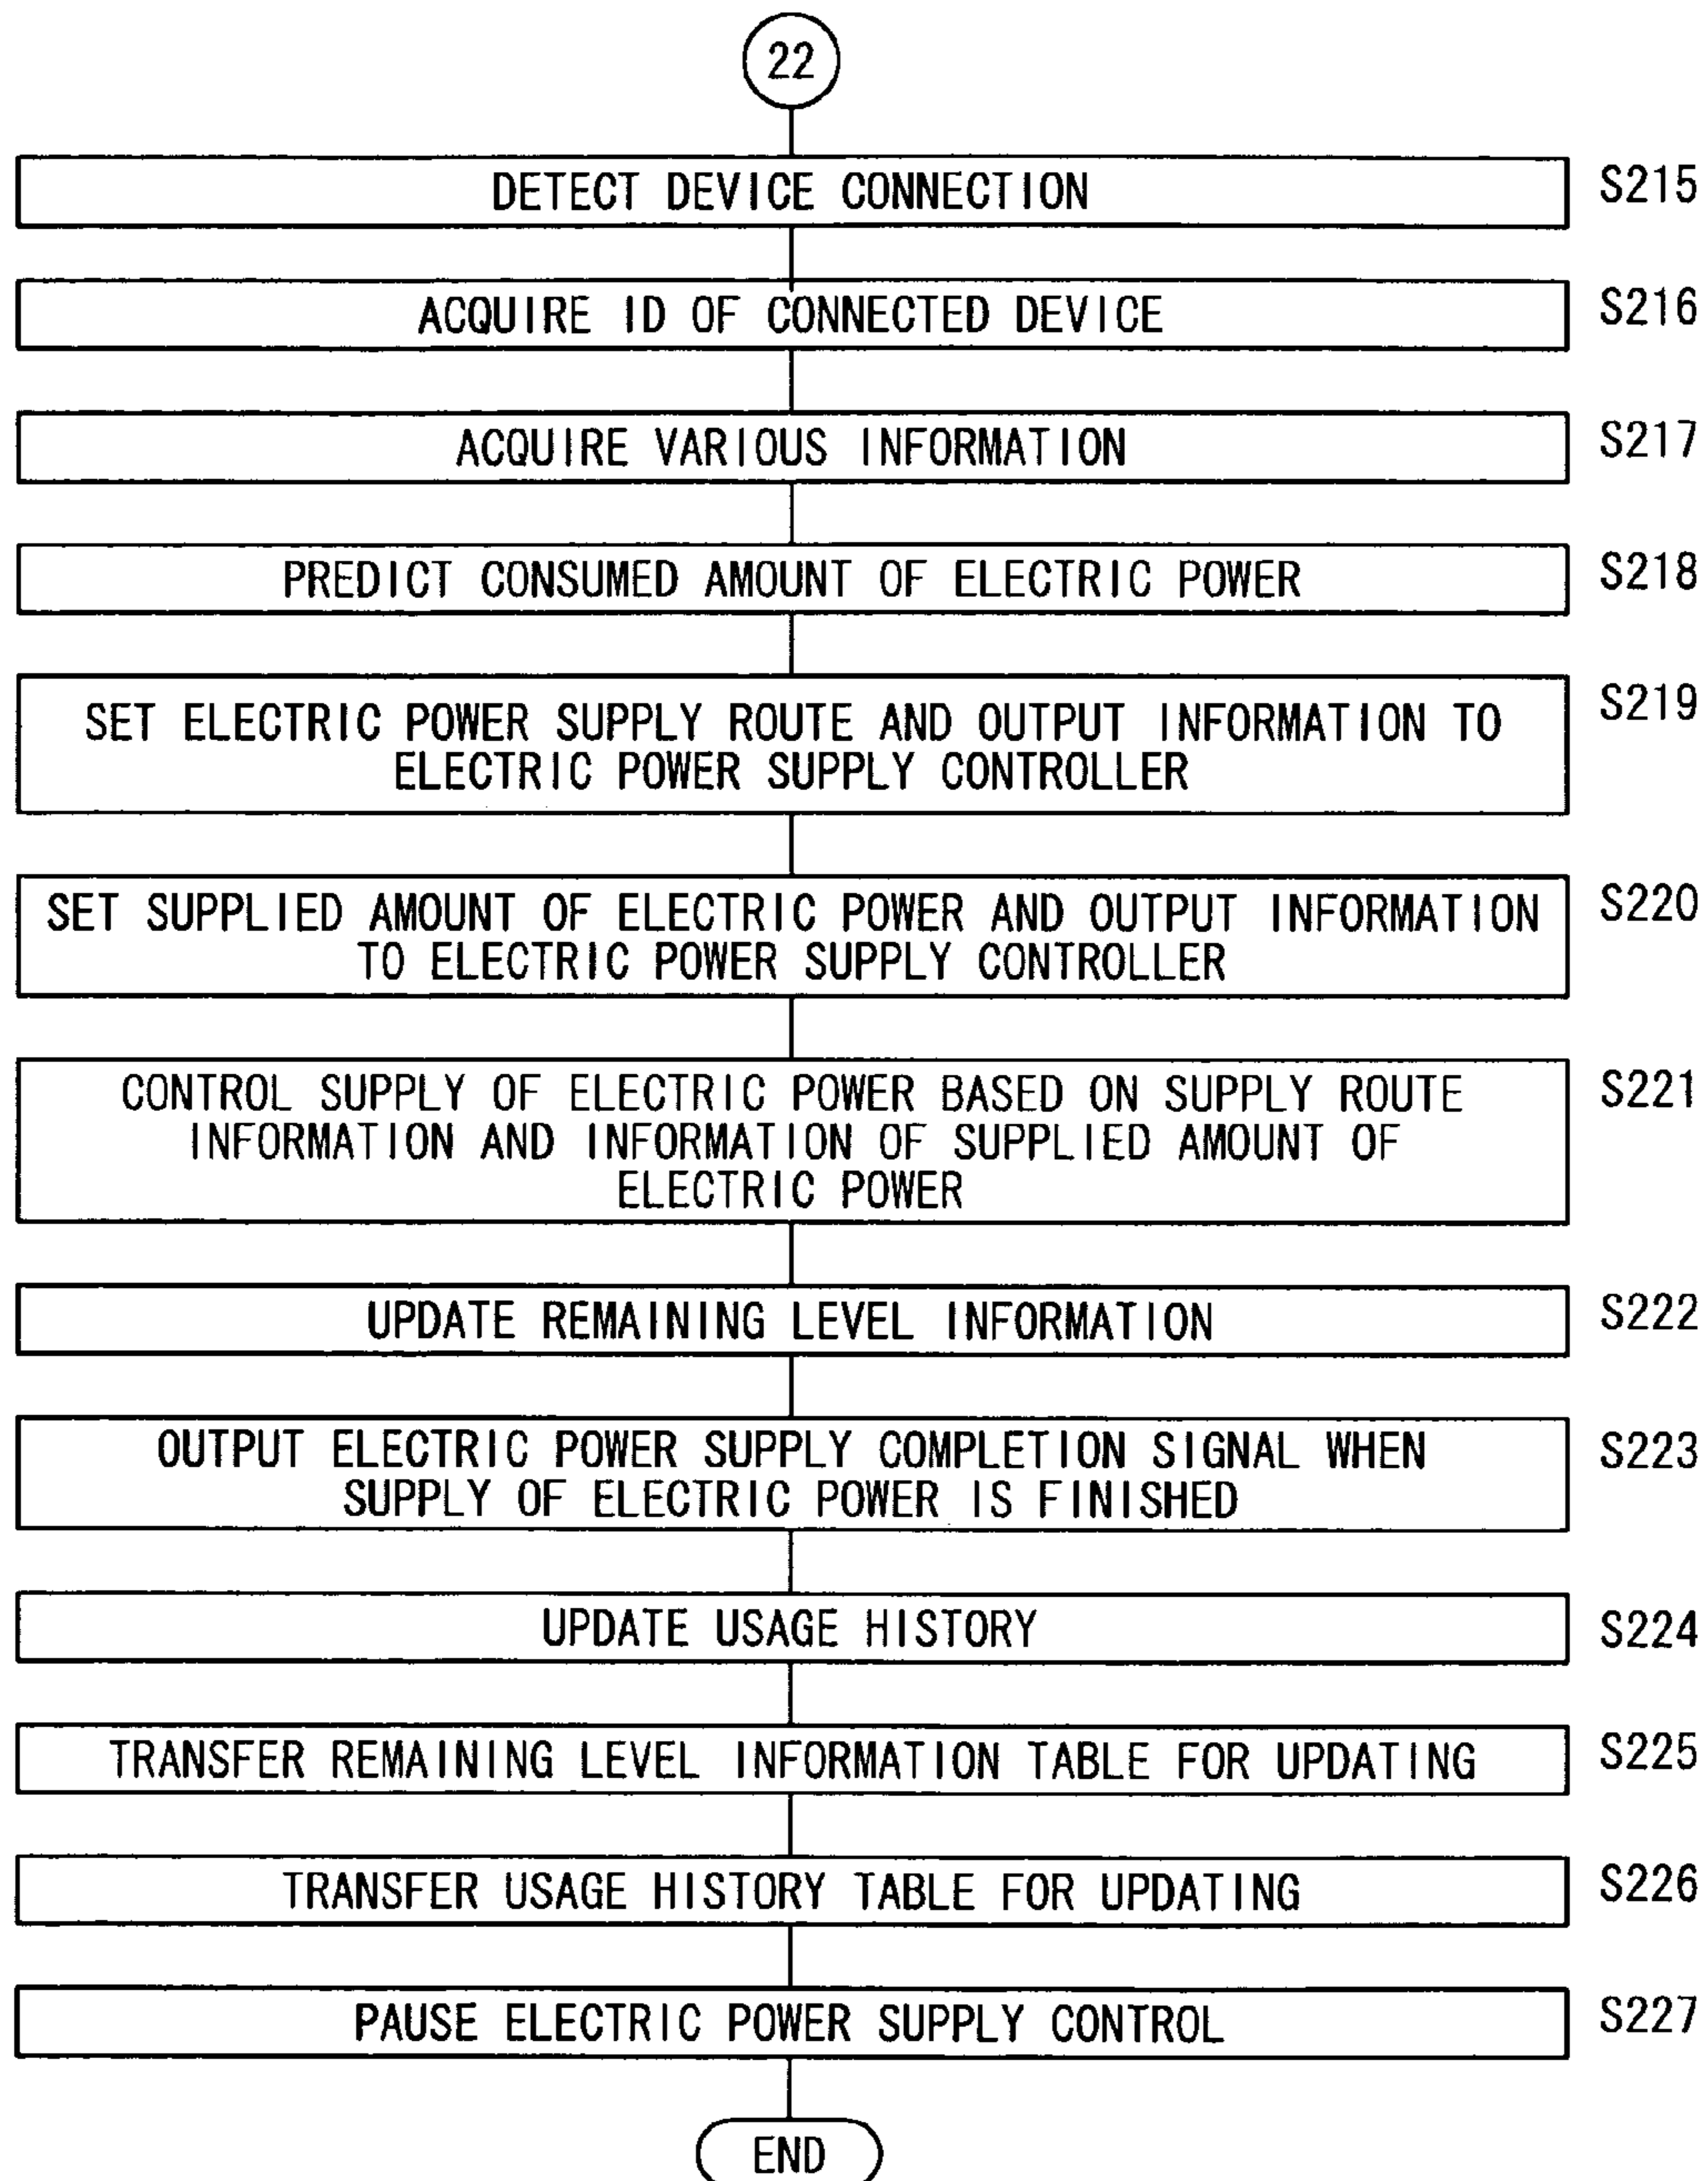 22
DETECT DEVICE CONNECTION
S215
ACQUIRE ID OF CONNECTED DEVICE
S216
ACQUIRE VARIOUS INFORMATION
S217
PREDICT CONSUMED AMOUNT OF ELECTRIC POWER
S218
SET ELECTRIC POWER SUPPLY ROUTE AND OUTPUT INFORMATION TO
ELECTRIC POWER SUPPLY CONTROLLER
S219
SET SUPPLIED AMOUNT OF ELECTRIC POWER AND OUTPUT INFORMATION
TO ELECTRIC POWER SUPPLY CONTROLLER
S220
CONTROL SUPPLY OF ELECTRIC POWER BASED ON SUPPLY ROUTE
INFORMATION AND INFORMATION OF SUPPLIED AMOUNT OF
ELECTRIC POWER
S221
UPDATE REMAINING LEVEL INFORMATION
S222
OUTPUT ELECTRIC POWER SUPPLY COMPLETION SIGNAL WHEN
SUPPLY OF ELECTRIC POWER IS FINISHED
S223
UPDATE USAGE HISTORY
S224
TRANSFER REMAINING LEVEL INFORMATION TABLE FOR UPDATING
S225
TRANSFER USAGE HISTORY TABLE FOR UPDATING
S226
PAUSE ELECTRIC POWER SUPPLY CONTROL
S227
END